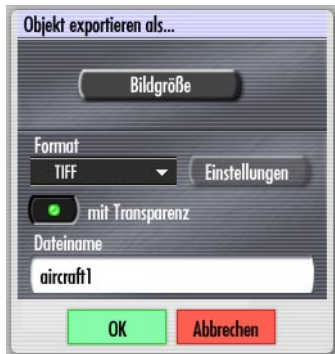 Objekt exportieren als...
Bildgröße
Format
TIFF
Einstellungen
mit Transparenz
Dateiname
aircraft1
OK
Abbrechen